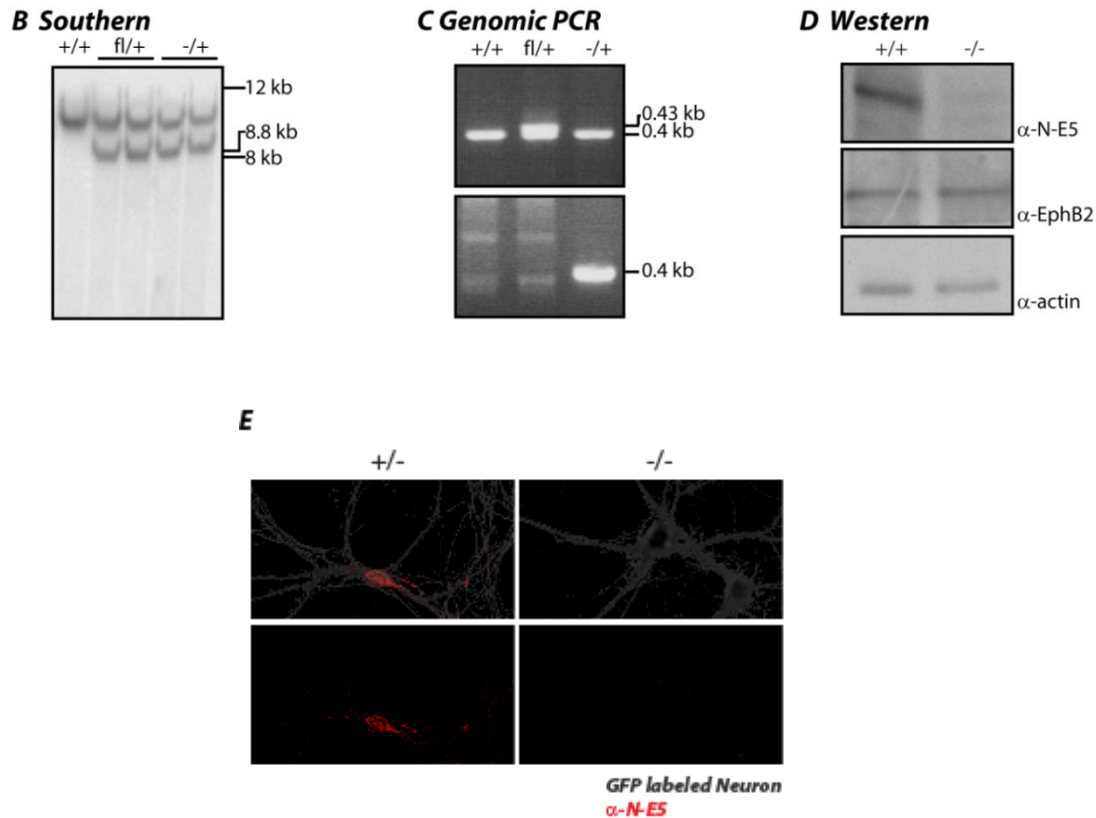 B Southern
+/+ fl/+ -/+
12 kb
8.8 kb
8 kb
C Genomic PCR
+/+ fl/+ -/+
0.43 kb
0.4 kb
0.4 kb
D Western
+/+ -/-
α-N-E5
α-EphB2
α-actin
E
+/- -/-
GFP labeled Neuron
α-N-E5